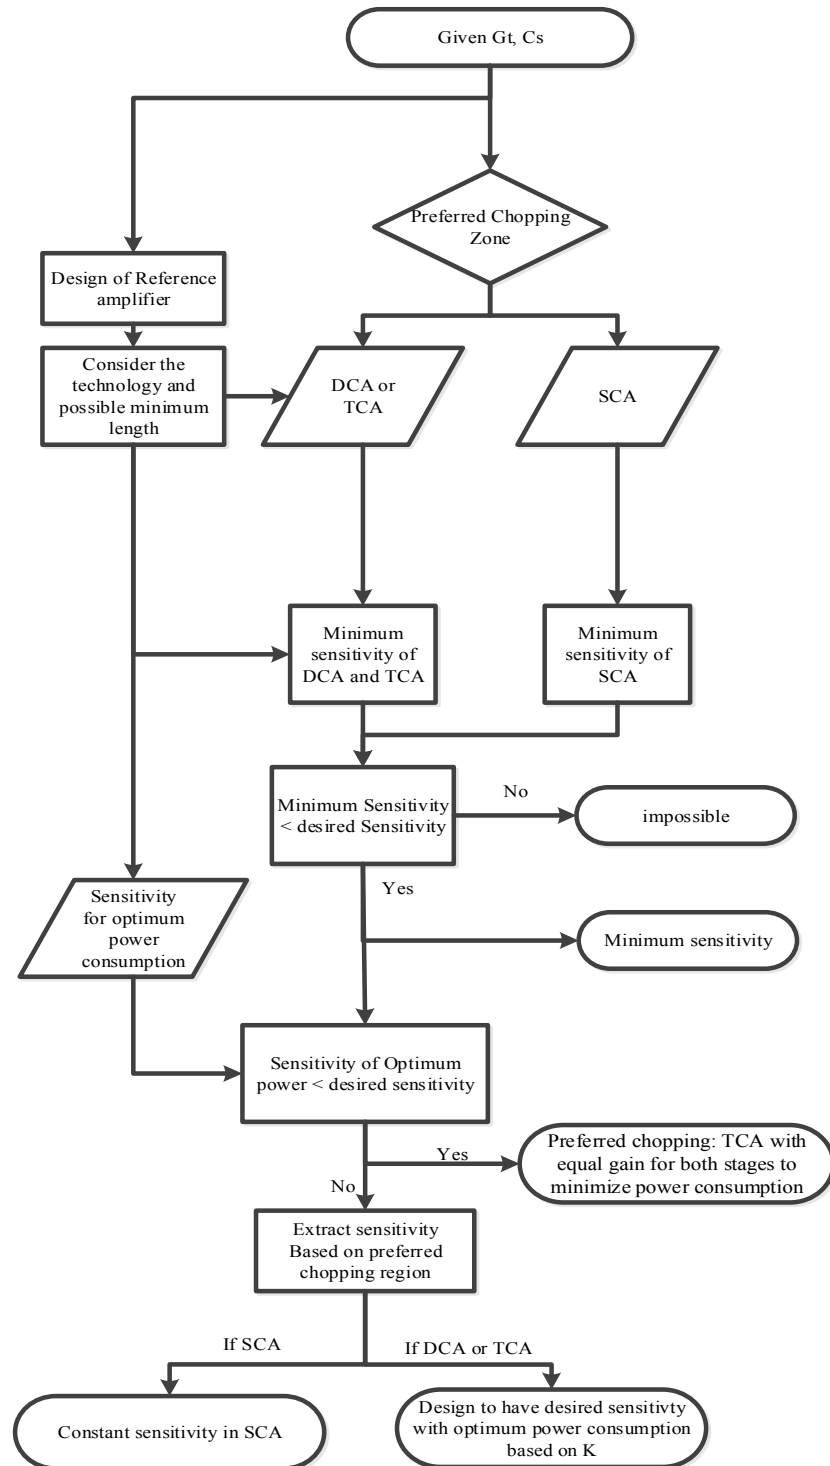 Given Gt, Cs
Preferred Chopping
Zone
Design of Reference
amplifier
Consider the
technology and
possible minimum
length
DCA or
TCA
SCA
Minimum
sensitivity of
DCA and TCA
Minimum
sensitivity of
SCA
Minimum Sensitivity
< desired Sensitivity
No
impossible
Yes
Sensitivity
for optimum
power
consumption
Minimum sensitivity
Sensitivity of Optimum
power < desired sensitivity
Yes
Preferred chopping: TCA with
equal gain for both stages to
minimize power consumption
No
Extract sensitivity
Based on preferred
chopping region
If SCA
If DCA or TCA
Constant sensitivity in SCA
Design to have desired sensitivty
with optimum power consumption
based on K